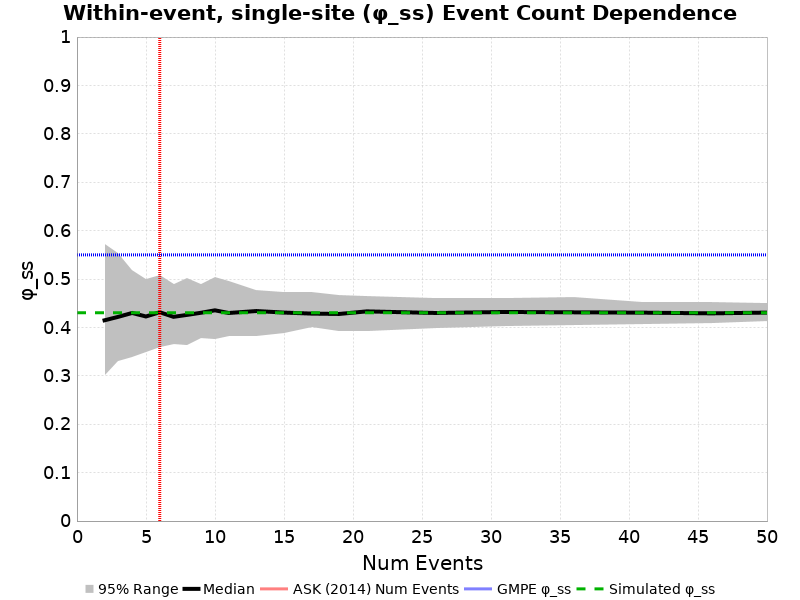 Within-event, single-site (φ_ss) Event Count Dependence
1
0.9
0.8
0.7
0.6
0.5
0.4
0.3
0.2
0.1
0
φ_ss
0 5 10 15 20 25 30 35 40 45 50
Num Events
95% Range Median ASK (2014) Num Events GMPE φ_ss Simulated φ_ss